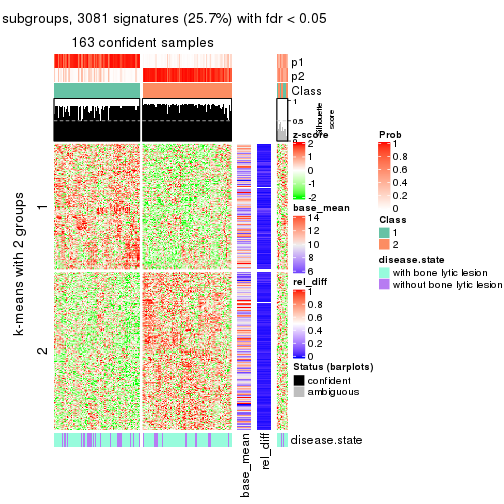 subgroups, 3081 signatures (25.7%) with fdr < 0.05
163 confident samples
p1
p2
Class
1
0.5
0
Silhouette
score
k-means with 2 groups
1
2
z-score
2
1
0
-1
-2
base_mean
14
12
10
8
6
rel_diff
1
0.8
0.6
0.4
0.2
0
Status (barplots)
confident
ambiguous
Prob
1
0.8
0.6
0.4
0.2
0
Class
1
2
disease.state
with bone lytic lesion
without bone lytic lesion
disease.state
base_mean
rel_diff